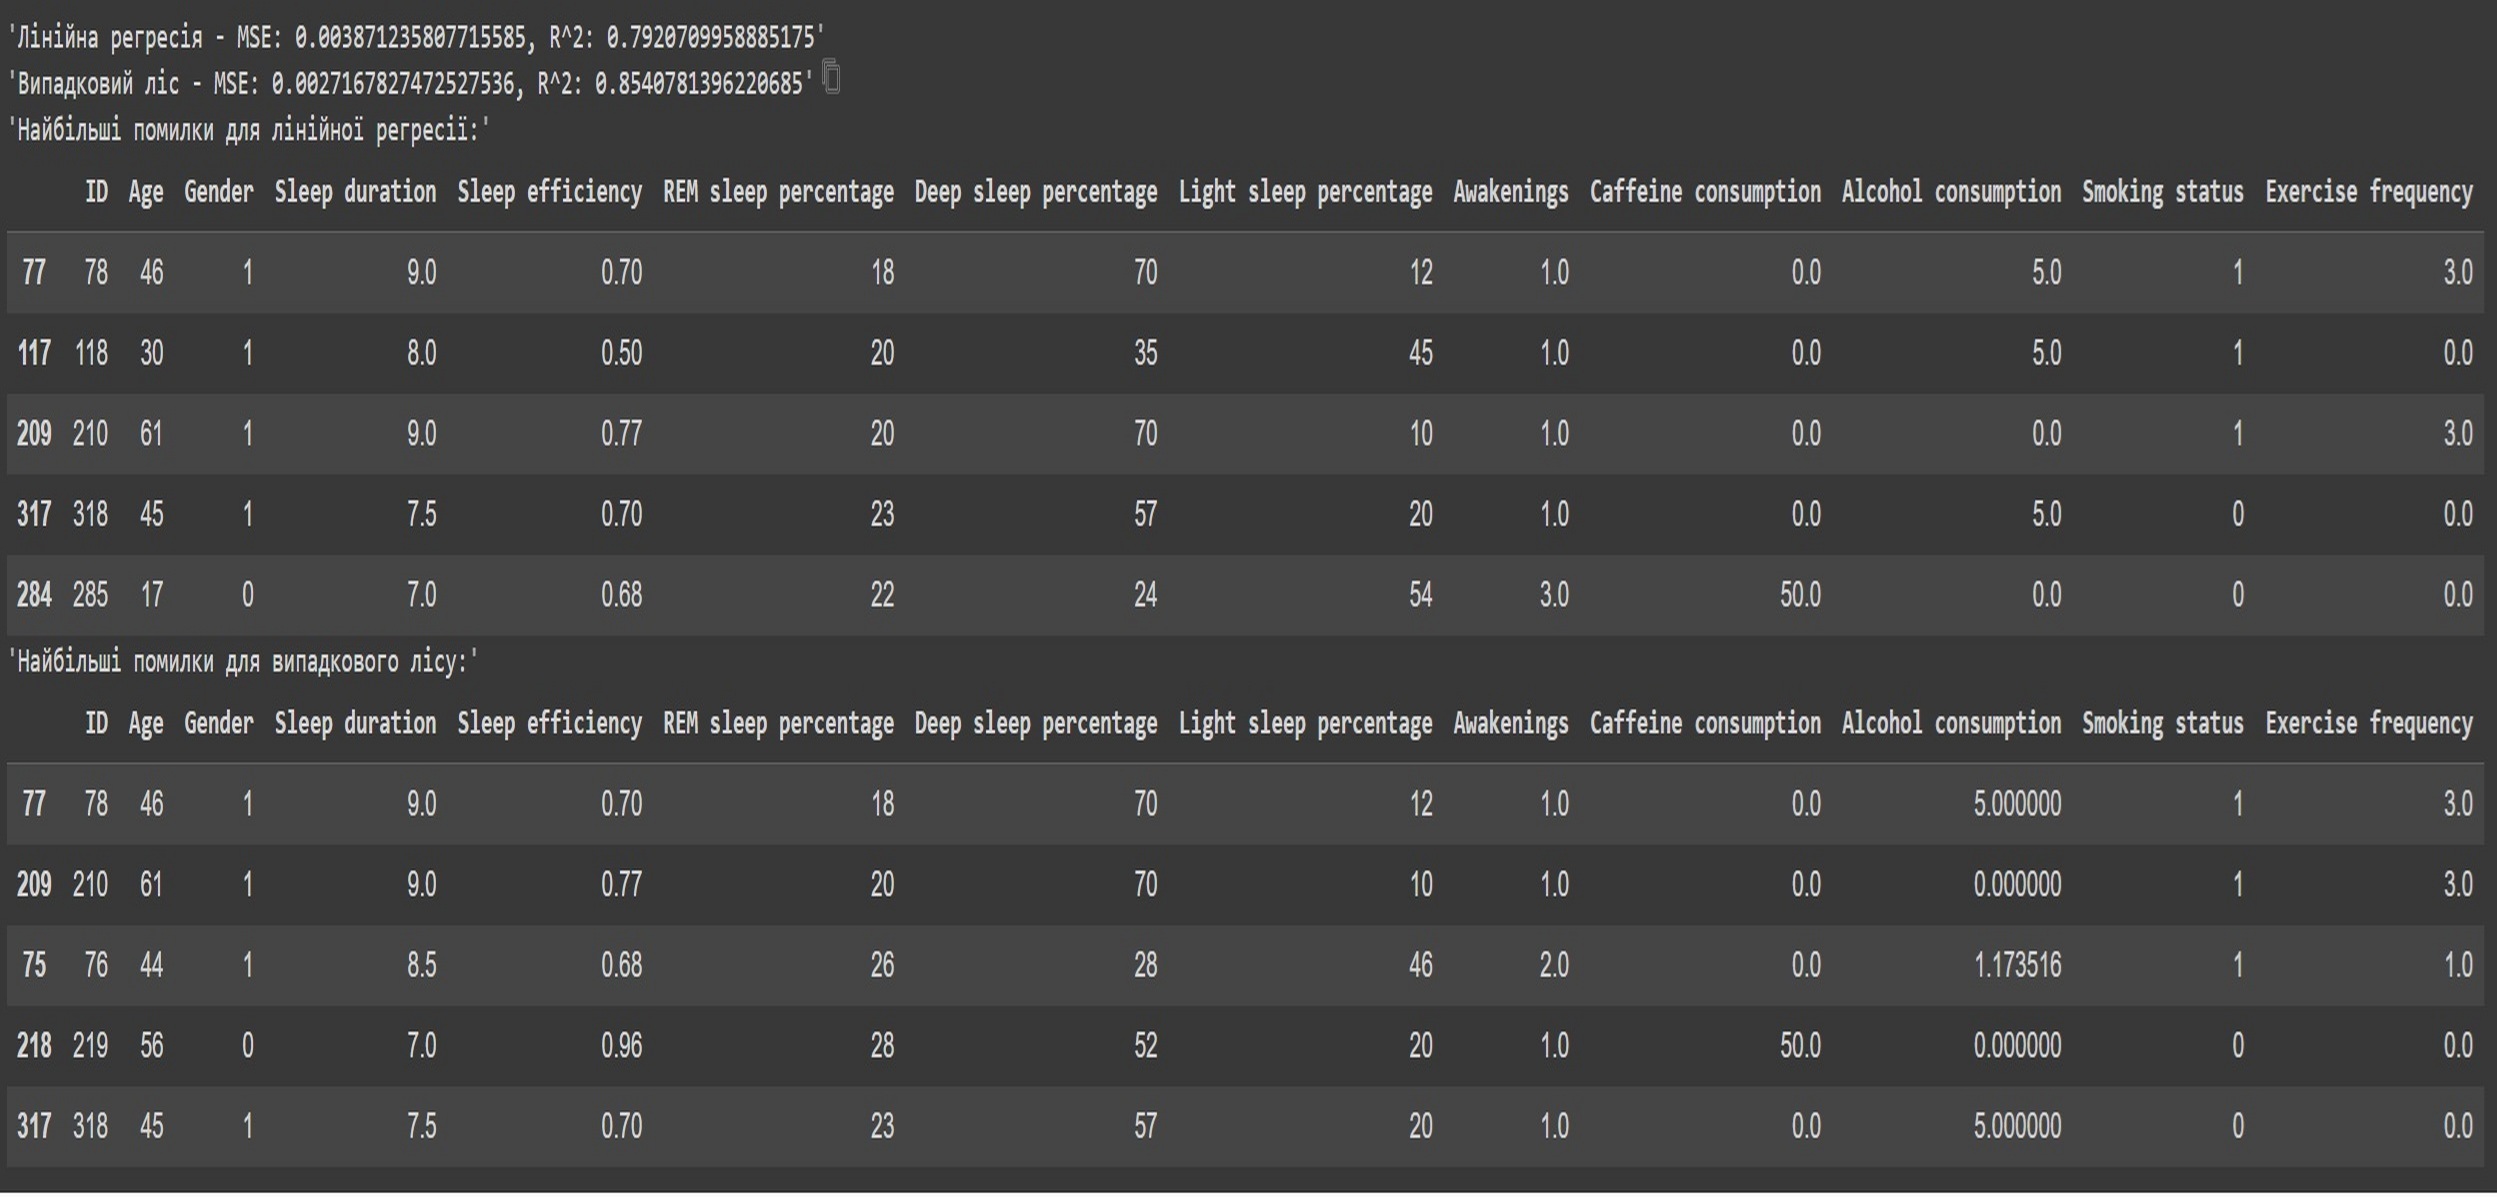 'Лінійна регресія - MSE: 0.003871235807715585, R^2: 0.7920709958885175'
'Випадковий ліс - MSE: 0.0027167827472527536, R^2: 0.8540781396220685'
'Найбільші помилки для лінійної регресії:'
ID Age Gender Sleep duration Sleep efficiency REM sleep percentage Deep sleep percentage Light sleep percentage Awakenings Caffeine consumption Alcohol consumption Smoking status Exercise frequency
77 78 46 1 9.0 0.70 18 70 12 1.0 0.0 5.0 1 3.0
117 118 30 1 8.0 0.50 20 35 45 1.0 0.0 5.0 1 0.0
209 210 61 1 9.0 0.77 20 70 10 1.0 0.0 0.0 1 3.0
317 318 45 1 7.5 0.70 23 57 20 1.0 0.0 5.0 0 0.0
284 285 17 0 7.0 0.68 22 24 54 3.0 50.0 0.0 0 0.0
'Найбільші помилки для випадкового лісу:'
ID Age Gender Sleep duration Sleep efficiency REM sleep percentage Deep sleep percentage Light sleep percentage Awakenings Caffeine consumption Alcohol consumption Smoking status Exercise frequency
77 78 46 1 9.0 0.70 18 70 12 1.0 0.0 5.000000 1 3.0
209 210 61 1 9.0 0.77 20 70 10 1.0 0.0 0.000000 1 3.0
75 76 44 1 8.5 0.68 26 28 46 2.0 0.0 1.173516 1 1.0
218 219 56 0 7.0 0.96 28 52 20 1.0 50.0 0.000000 0 0.0
317 318 45 1 7.5 0.70 23 57 20 1.0 0.0 5.000000 0 0.0